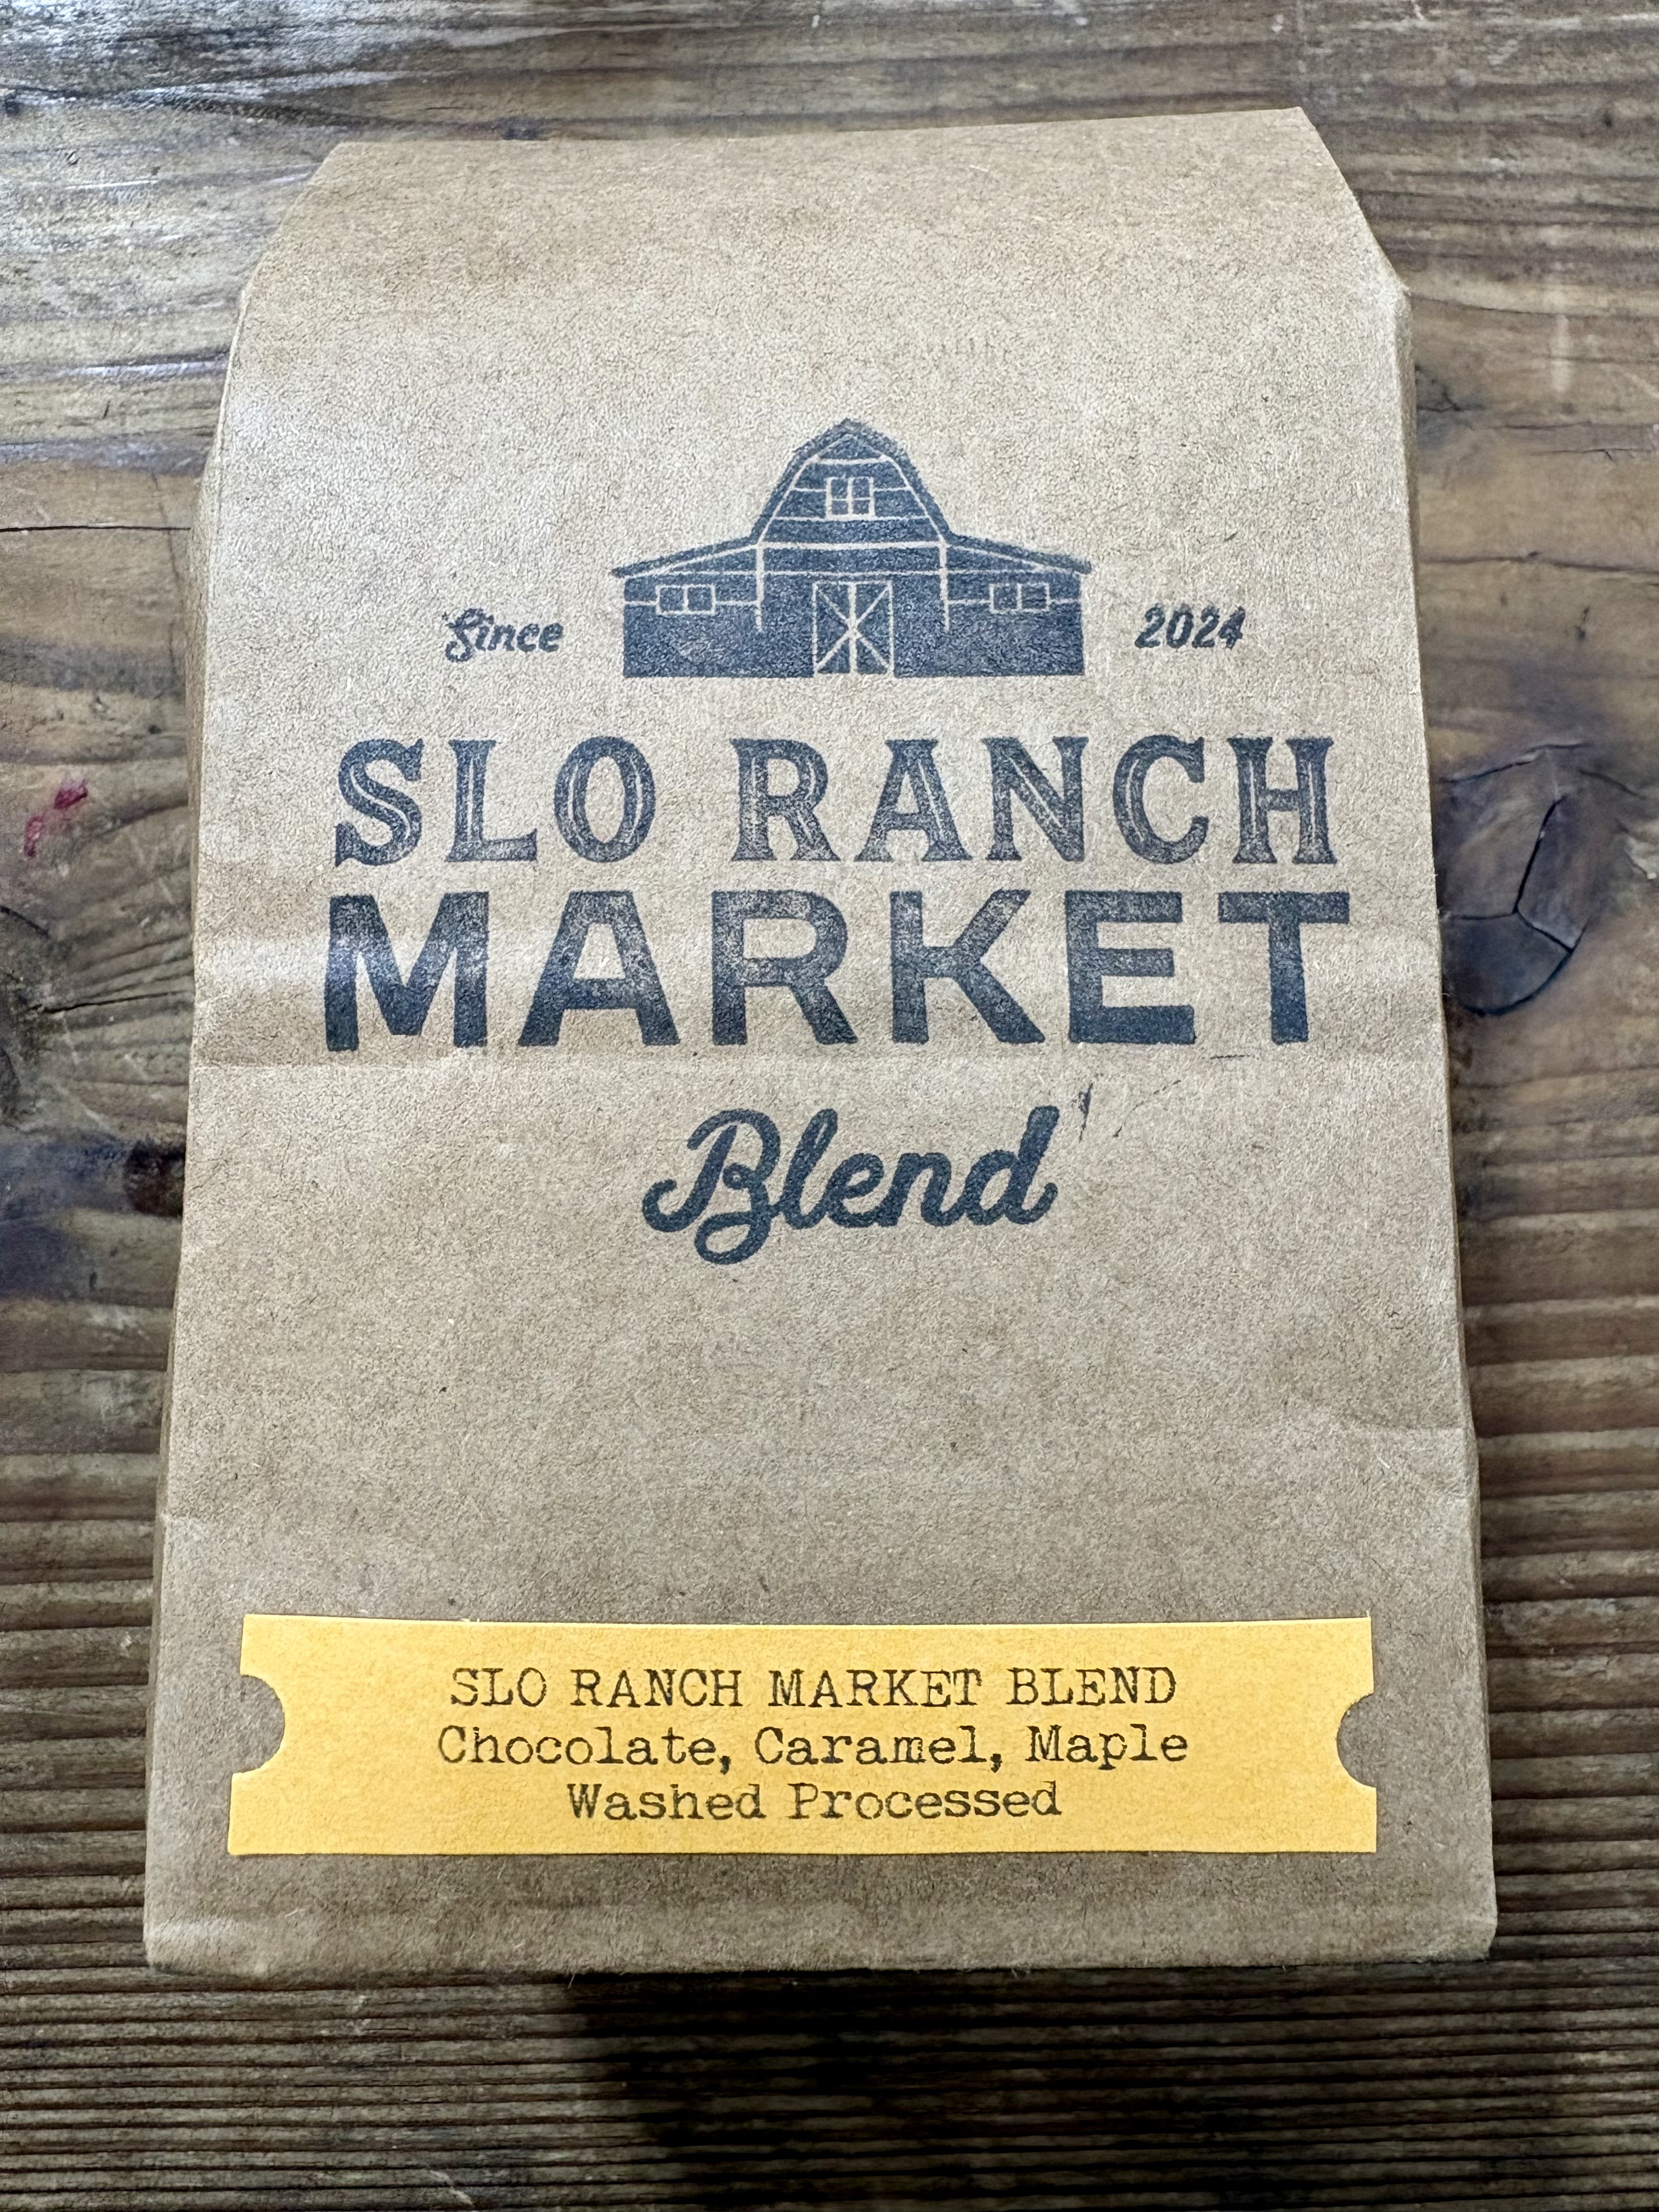 Since 2024
SLO RANCH
MARKET
Blend
SLO RANCH MARKET BLEND
Chocolate, Caramel, Maple
Washed Processed